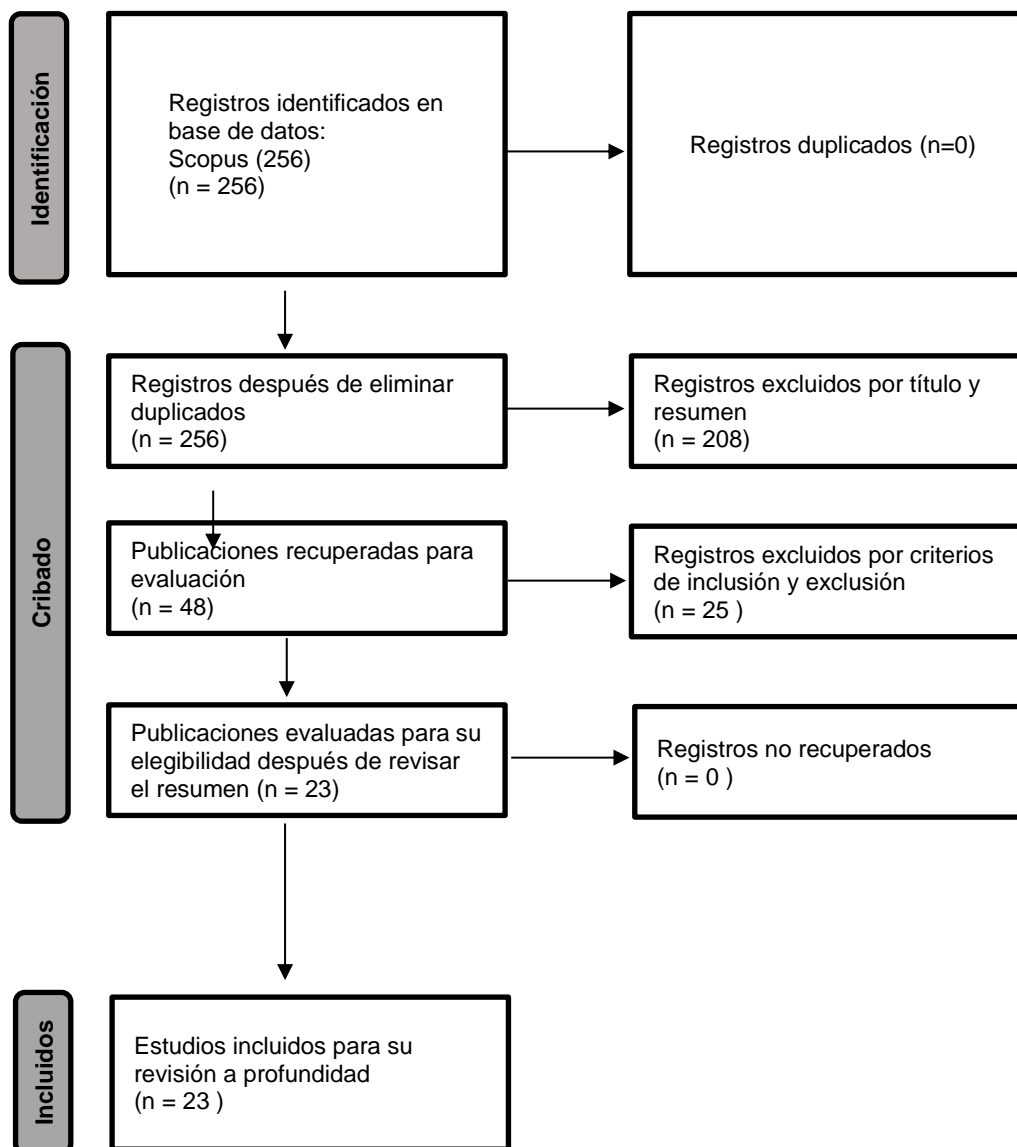 Identificación
Registros identificados en
base de datos:
Scopus (256)
(n = 256)
Registros duplicados (n=0)
Cribado
Registros después de eliminar
duplicados
(n = 256)
Registros excluidos por título y
resumen
(n = 208)
Publicaciones recuperadas para
evaluación
(n = 48)
Registros excluidos por criterios
de inclusión y exclusión
(n = 25 )
Publicaciones evaluadas para su
elegibilidad después de revisar
el resumen (n = 23)
Registros no recuperados
(n = 0 )
Incluidos
Estudios incluidos para su
revisión a profundidad
(n = 23 )